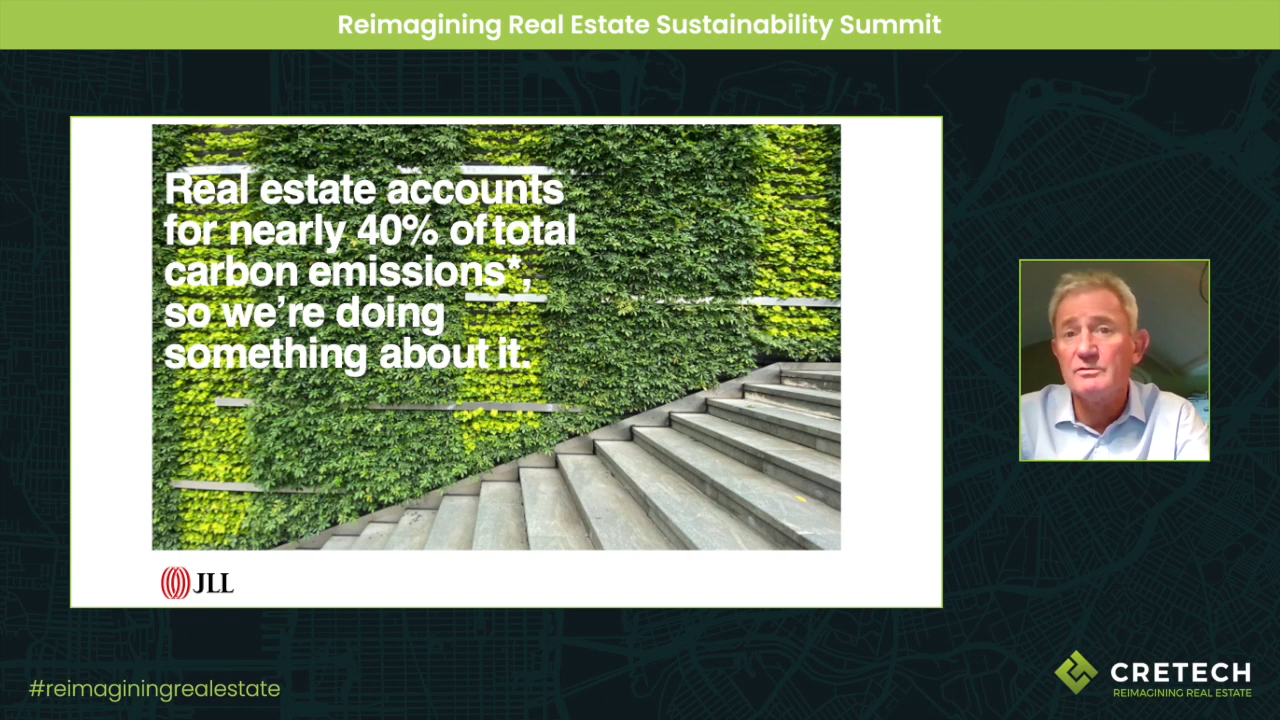 Reimagining Real Estate Sustainability Summit
Real estate accounts
for nearly 40% of total
carbon emissions*,
so we're doing
something about it.
JLL
#reimaginingrealestate
CRETECH
REIMAGINING REAL ESTATE